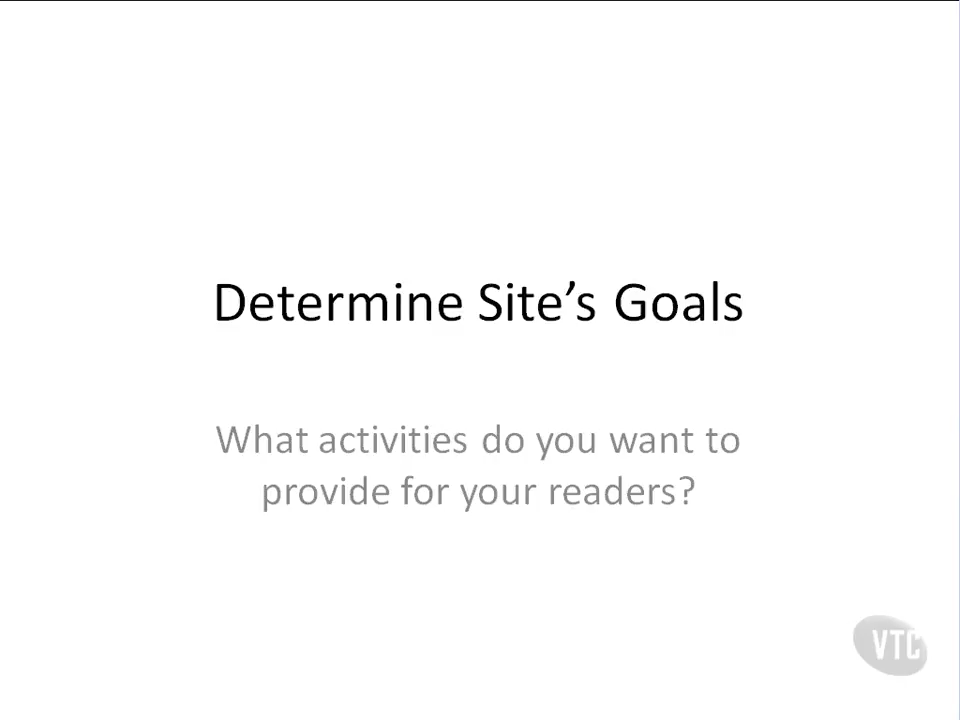 Determine Site’s Goals
What activities do you want to
provide for your readers?
VTC